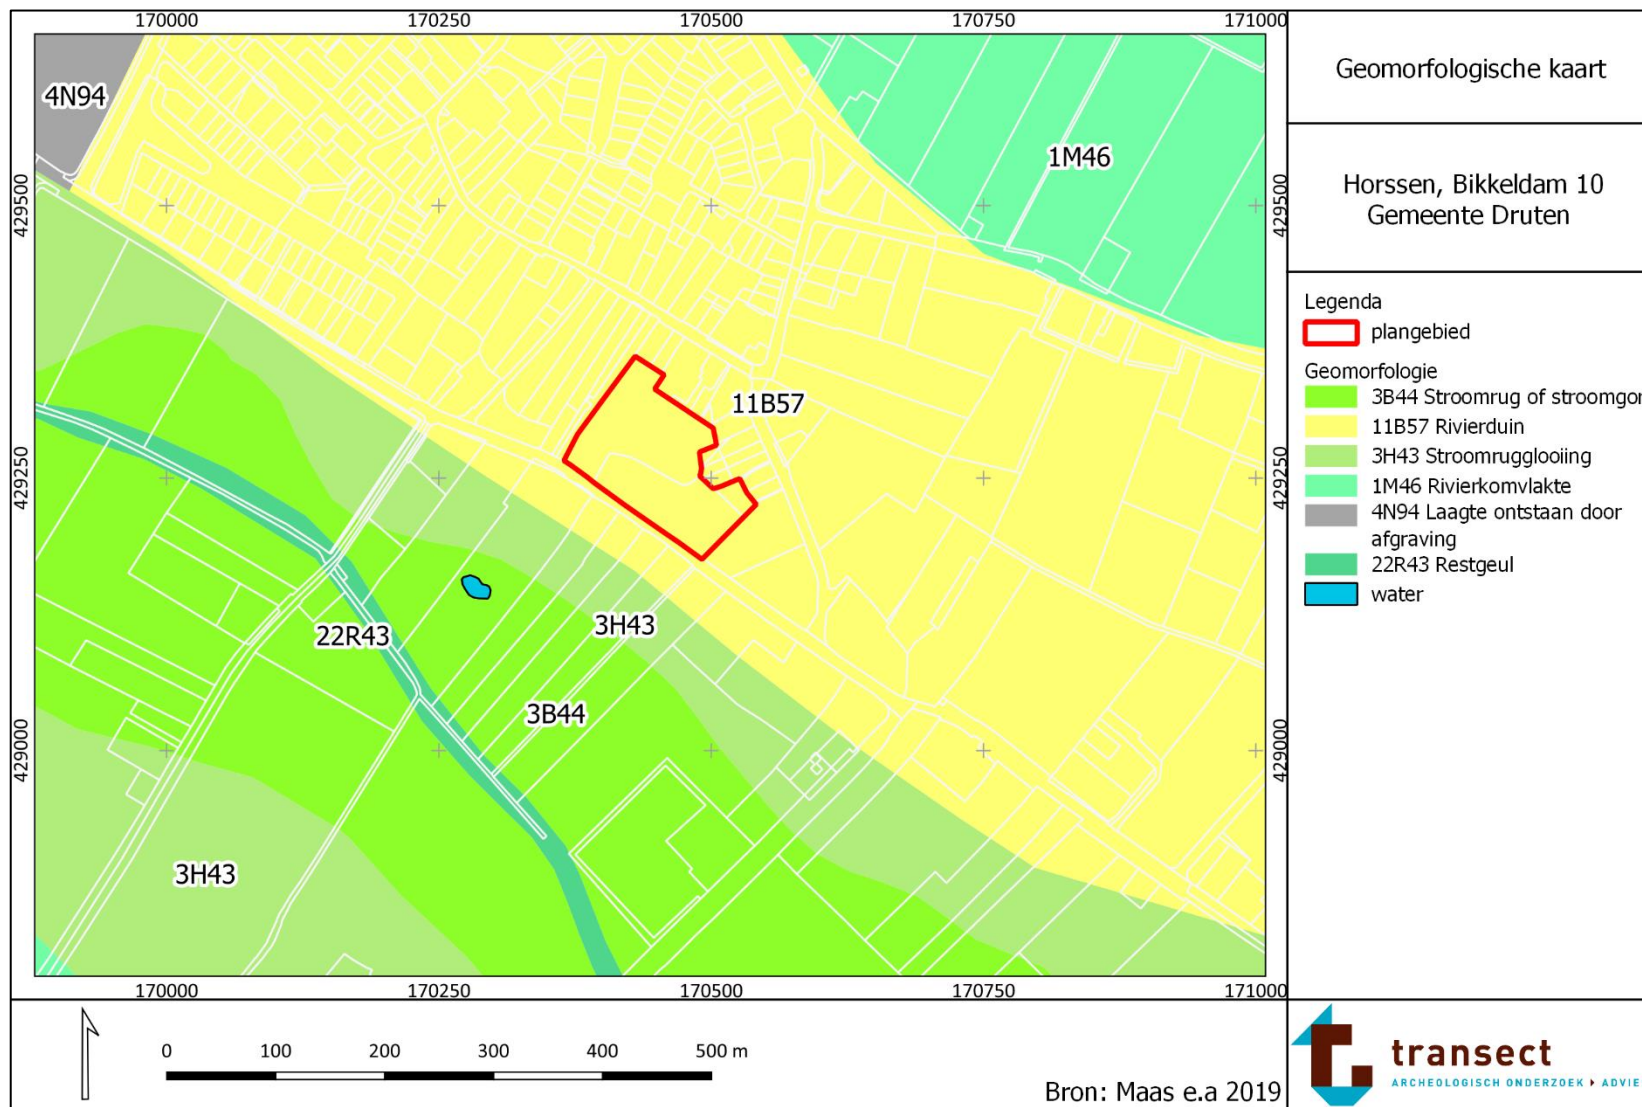 170000 170250 170500 170750 171000
4N94
1M46
429500 429500
11B57
429250 429250
3H43
22R43
3B44
429000 429000
3H43
170000 170250 170500 170750 171000
0 100 200 300 400 500 m
Bron: Maas e.a 2019
Geomorfologische kaart
Horssen, Bikkeldam 10
Gemeente Druten
Legenda
plangebied
Geomorfologie
3B44 Stroomrug of stroomgor
11B57 Rivierduin
3H43 Stroomrugglooiing
1M46 Rivierkomvlakte
4N94 Laagte ontstaan door
afgraving
22R43 Restgeul
water
transect
ARCHEOLOGISCH ONDERZOEK ▸ ADVIE